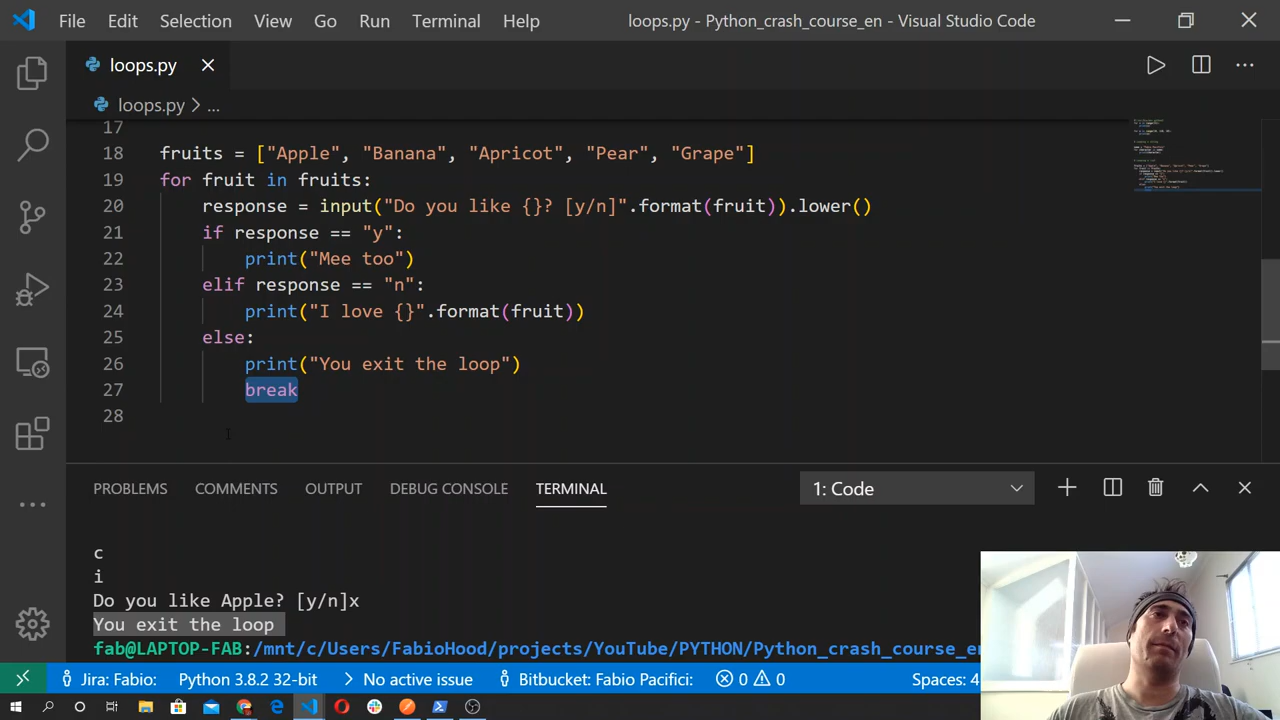 File Edit Selection View Go Run Terminal Help loops.py - Python_crash_course_en - Visual Studio Code
loops.py
loops.py > ...
17
18 fruits = ["Apple", "Banana", "Apricot", "Pear", "Grape"]
19 for fruit in fruits:
20 response = input("Do you like {}? [y/n]".format(fruit)).lower()
21 if response == "y":
22 print("Mee too")
23 elif response == "n":
24 print("I love {}".format(fruit))
25 else:
26 print("You exit the loop")
27 break
28
PROBLEMS COMMENTS OUTPUT DEBUG CONSOLE TERMINAL 1: Code
c
i
Do you like Apple? [y/n]x
You exit the loop
fab@LAPTOP-FAB:/mnt/c/Users/FabioHood/projects/YouTube/PYTHON/Python_crash_course_en
Jira: Fabio: Python 3.8.2 32-bit No active issue Bitbucket: Fabio Pacifici: 0 0 Spaces: 4